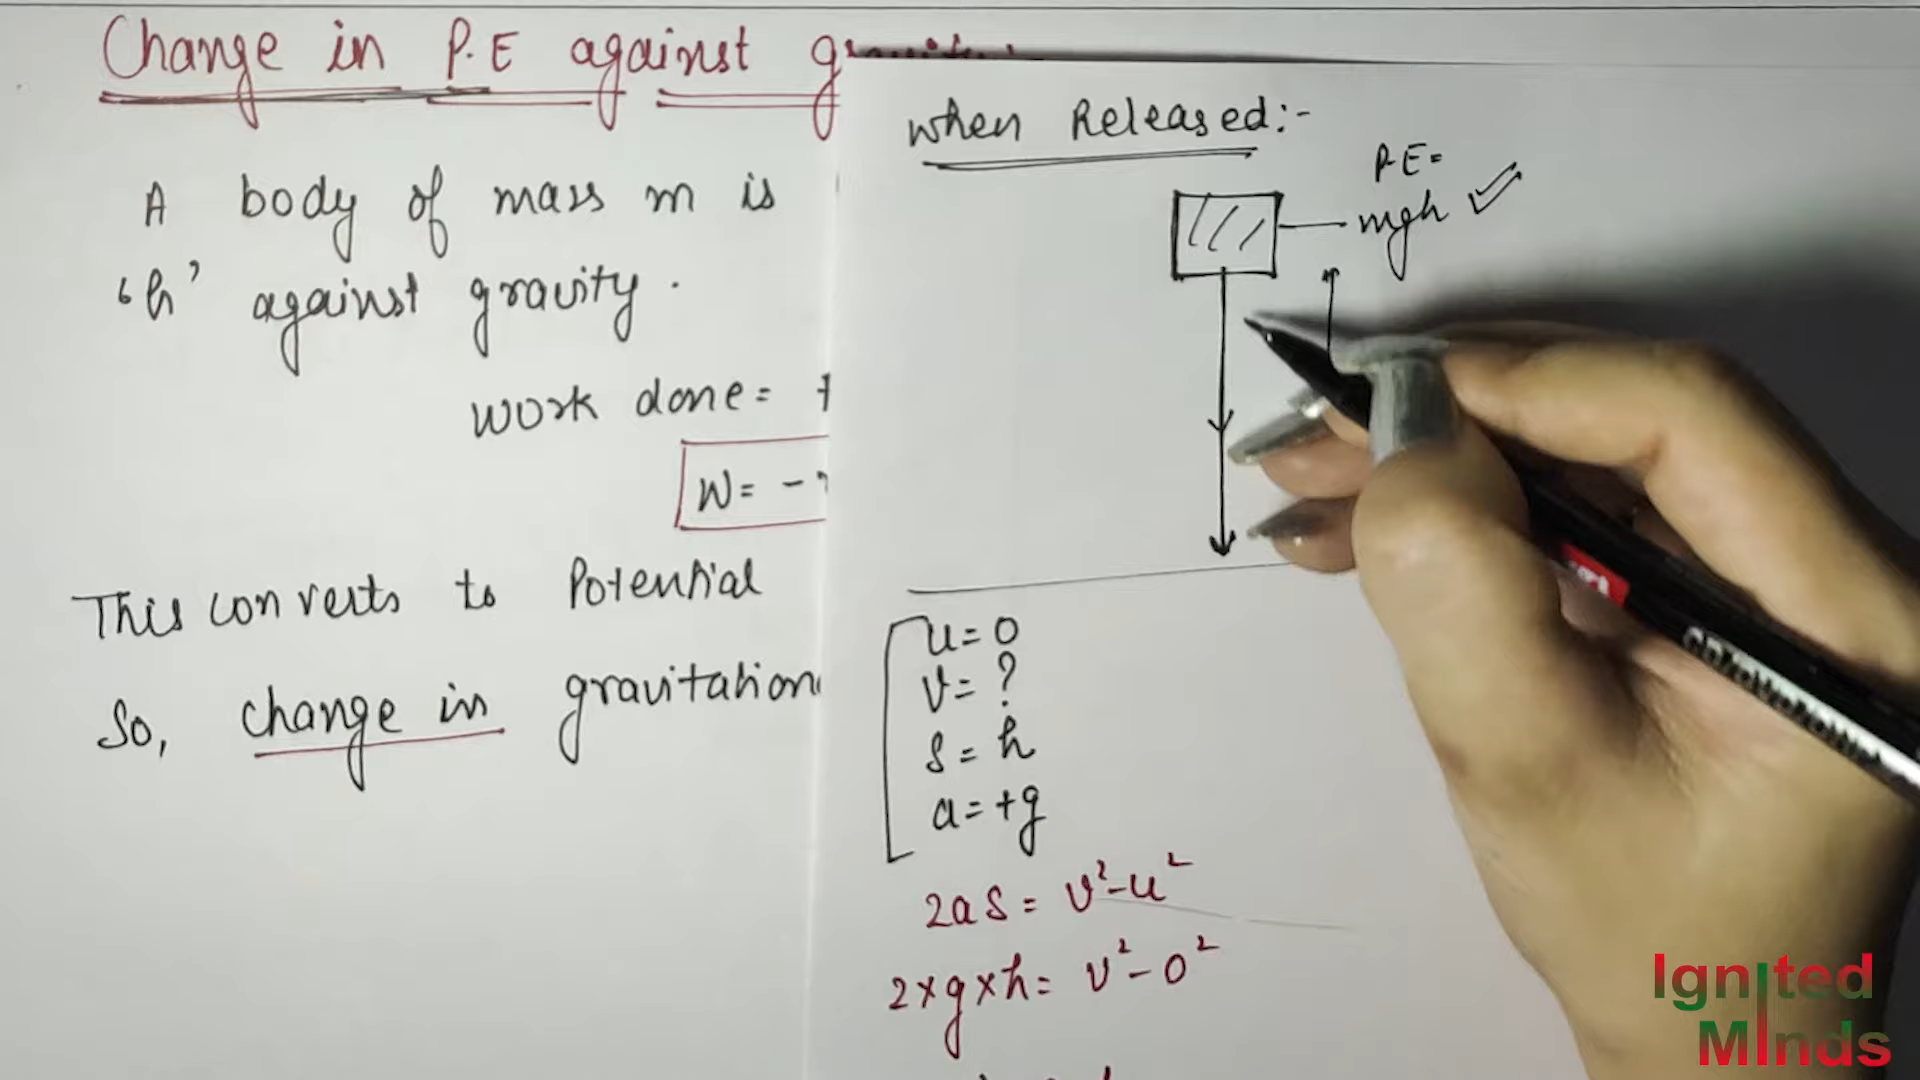 Change in P.E against
A body of mass m is
'h' against gravity.
Work done =
W = -
This converts to Potential
So, change in gravitation
When Released:-
P.E =
mgh
u = 0
v = ?
s = h
a = +g
2as = v² - u²
2×g×h = v² - 0²
Ignited
Minds